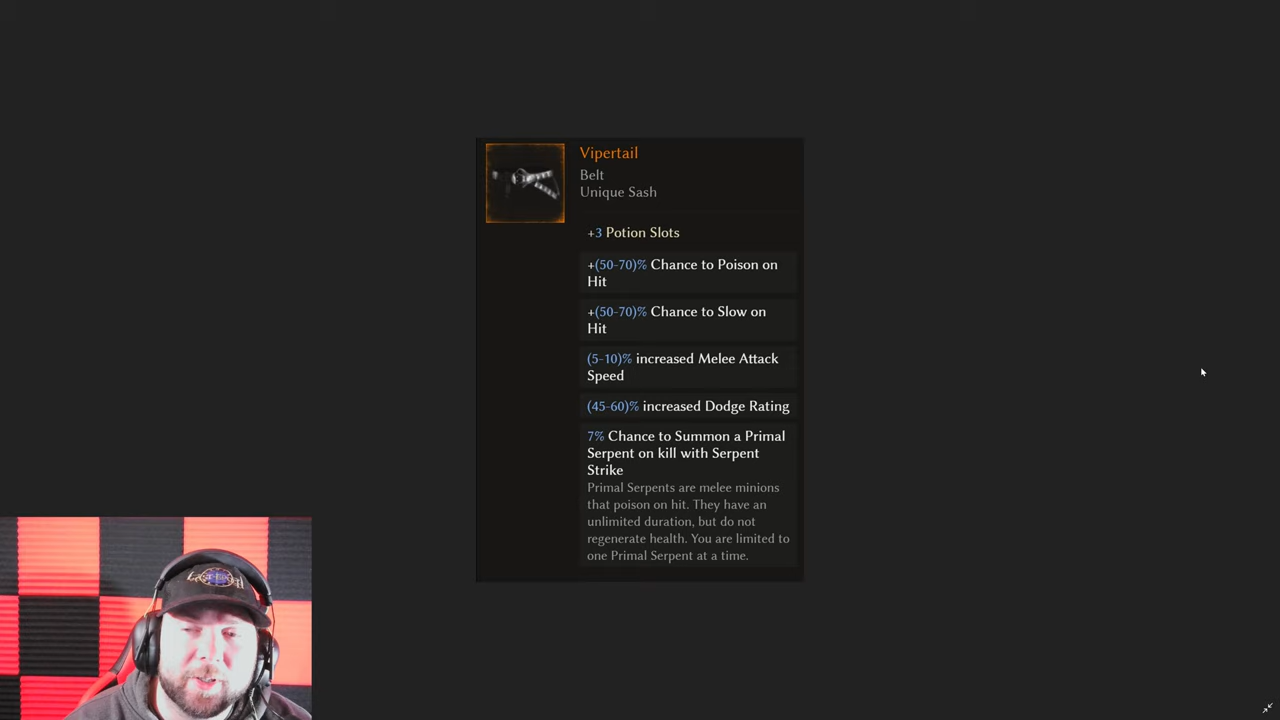 Vipertail
Belt
Unique Sash
+3 Potion Slots
+(50-70)% Chance to Poison on
Hit
+(50-70)% Chance to Slow on
Hit
(5-10)% increased Melee Attack
Speed
(45-60)% increased Dodge Rating
7% Chance to Summon a Primal
Serpent on kill with Serpent
Strike
Primal Serpents are melee minions
that poison on hit. They have an
unlimited duration, but do not
regenerate health. You are limited to
one Primal Serpent at a time.